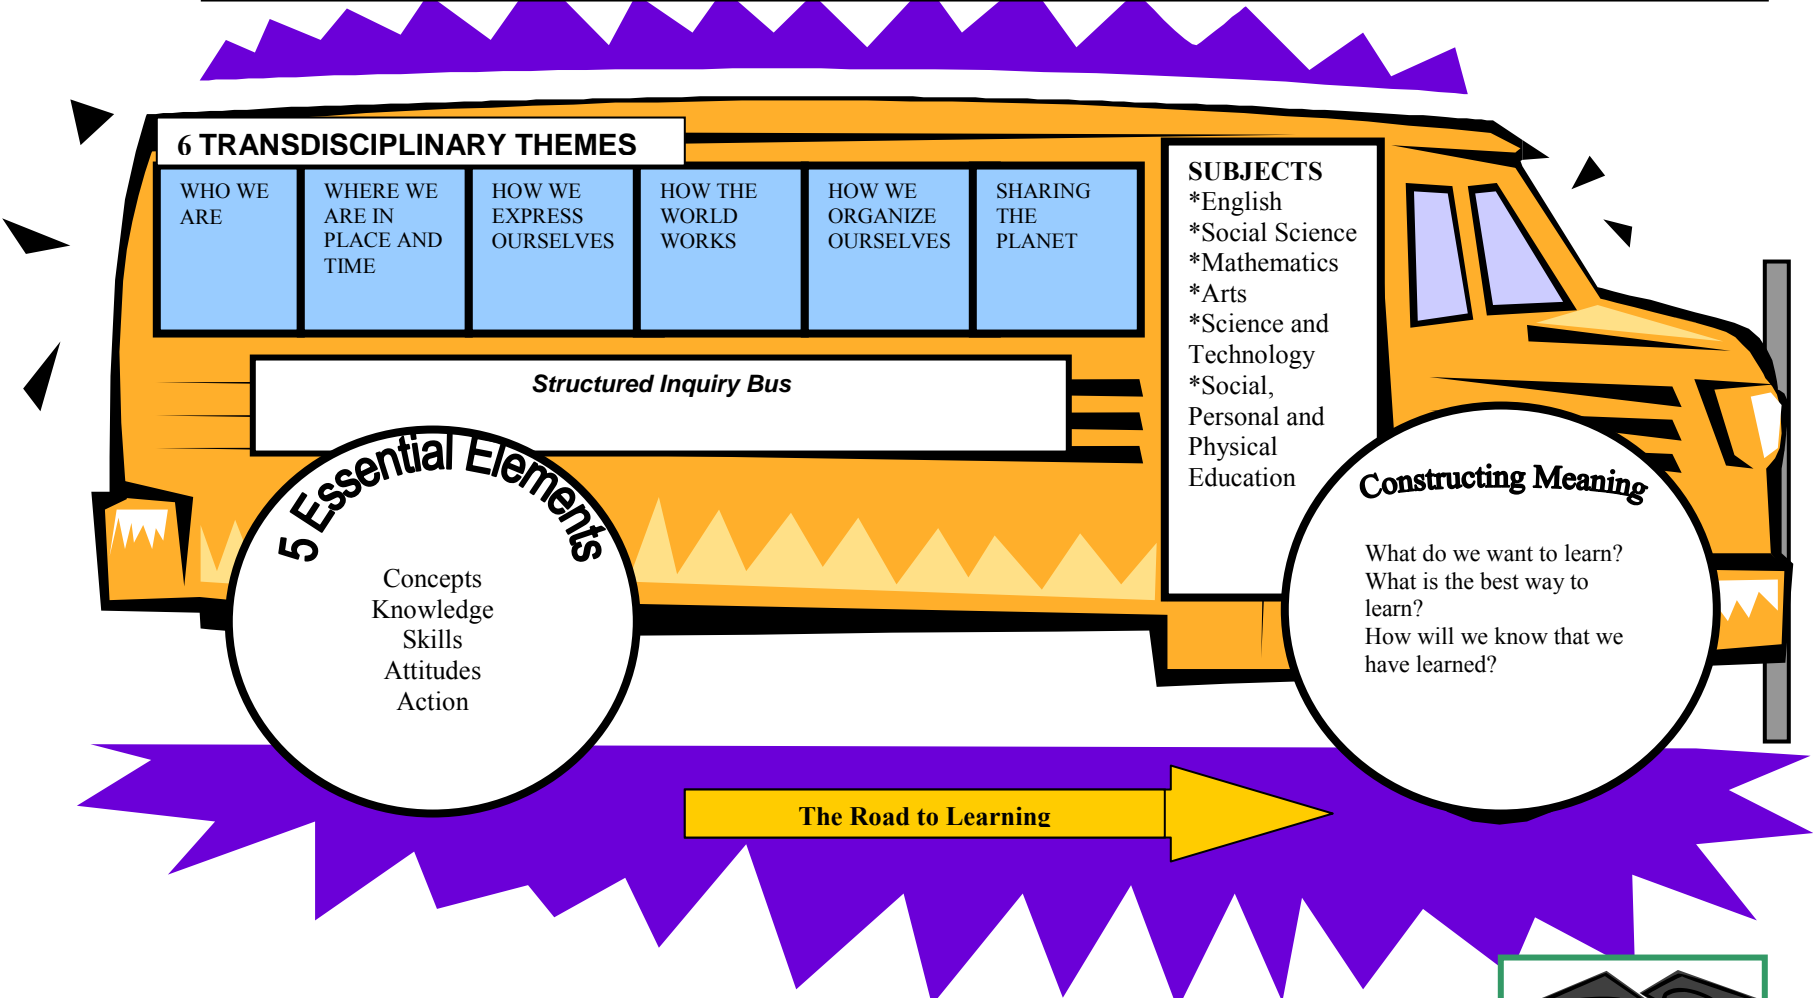 6 TRANSDISCIPLINARY THEMES
WHO WE
ARE
WHERE WE
ARE IN
PLACE AND
TIME
HOW WE
EXPRESS
OURSELVES
HOW THE
WORLD
WORKS
HOW WE
ORGANIZE
OURSELVES
SHARING
THE
PLANET
SUBJECTS
*English
*Social Science
*Mathematics
*Arts
*Science and
Technology
*Social,
Personal and
Physical
Education
Structured Inquiry Bus
5 Essential Elements
Concepts
Knowledge
Skills
Attitudes
Action
Constructing Meaning
What do we want to learn?
What is the best way to
learn?
How will we know that we
have learned?
The Road to Learning